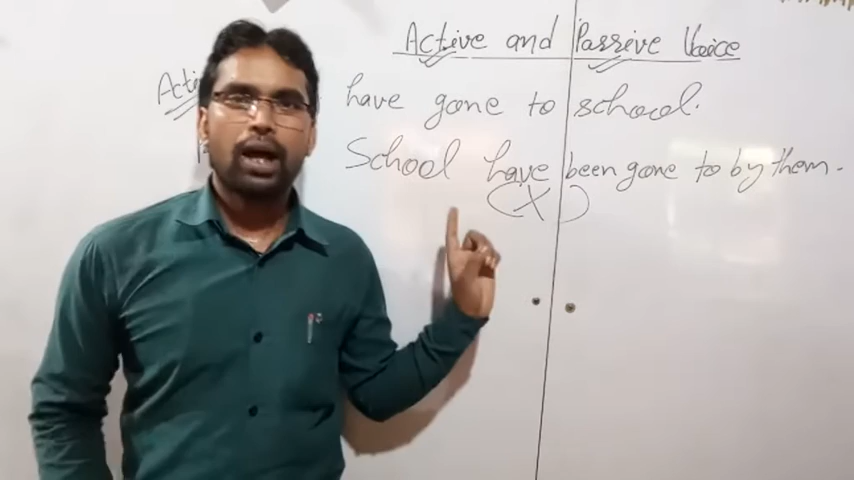 Active and Passive Voice
have gone to school.
School have been gone to by them.
(X)